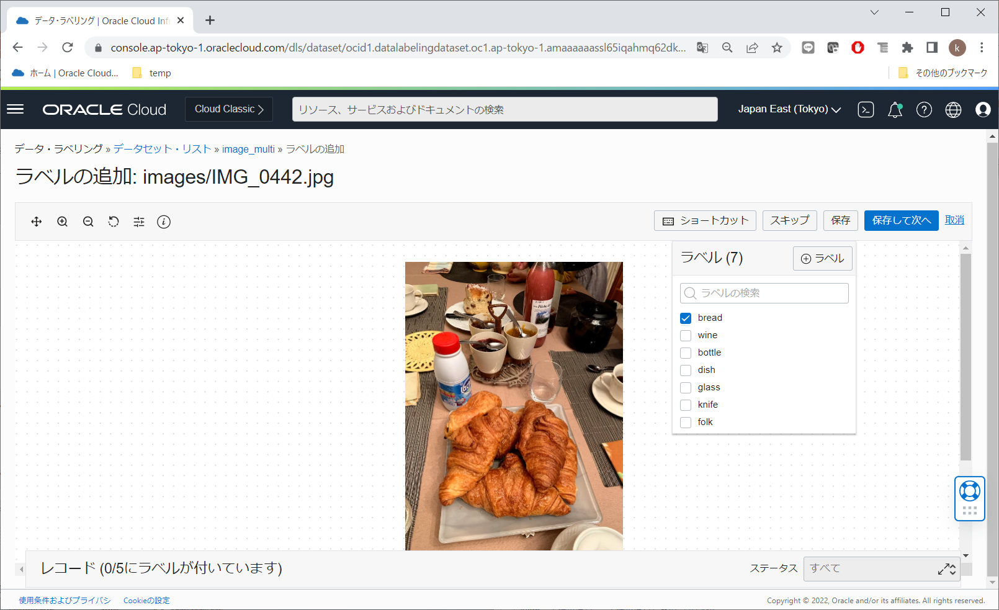 データ・ラベリング | Oracle Cloud Inf
console.ap-tokyo-1.oraclecloud.com/dls/dataset/ocid1.datalabelingdataset.oc1.ap-tokyo-1.amaaaaaassl65iqahmq62dk...
k
ホーム | Oracle Cloud...
temp
その他のブックマーク
ORACLE Cloud
Cloud Classic
リソース、サービスおよびドキュメントの検索
Japan East (Tokyo)
データ・ラベリング » データセット・リスト » image_multi » ラベルの追加
ラベルの追加: images/IMG_0442.jpg
ショートカット
スキップ
保存
保存して次へ
取消
ラベル (7)
ラベル
ラベルの検索
bread
wine
bottle
dish
glass
knife
folk
レコード (0/5にラベルが付いています)
ステータス
すべて
使用条件およびプライバシ
Cookieの設定
Copyright © 2022, Oracle and/or its affiliates. All rights reserved.